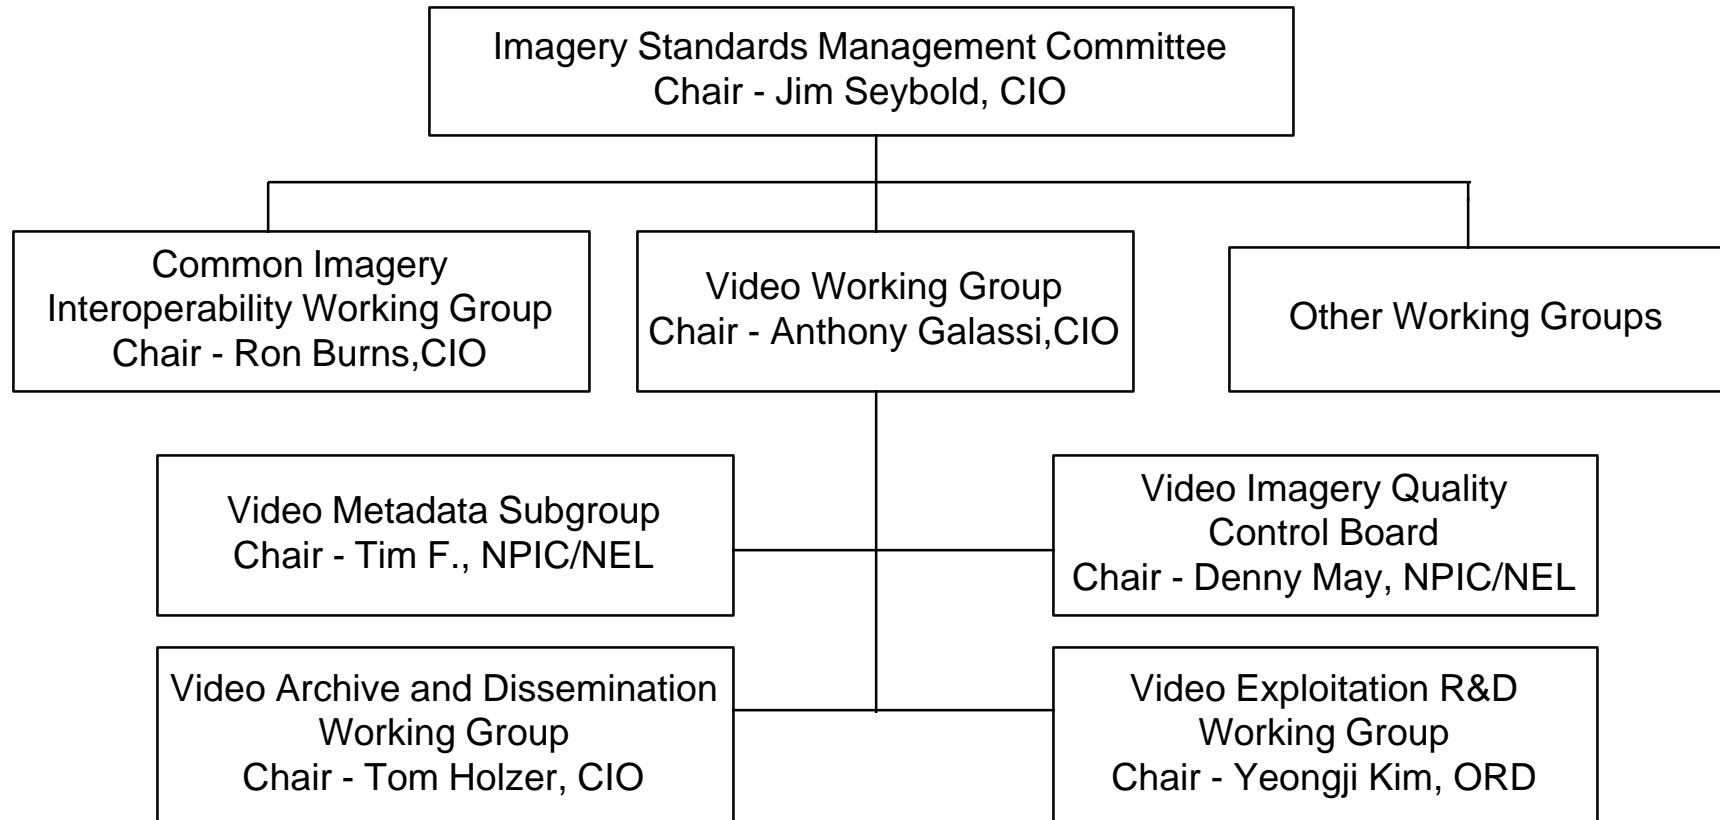 Imagery Standards Management Committee
Chair - Jim Seybold, CIO
Common Imagery
Interoperability Working Group
Chair - Ron Burns,CIO
Video Working Group
Chair - Anthony Galassi,CIO
Other Working Groups
Video Metadata Subgroup
Chair - Tim F., NPIC/NEL
Video Imagery Quality
Control Board
Chair - Denny May, NPIC/NEL
Video Archive and Dissemination
Working Group
Chair - Tom Holzer, CIO
Video Exploitation R&D
Working Group
Chair - Yeongji Kim, ORD